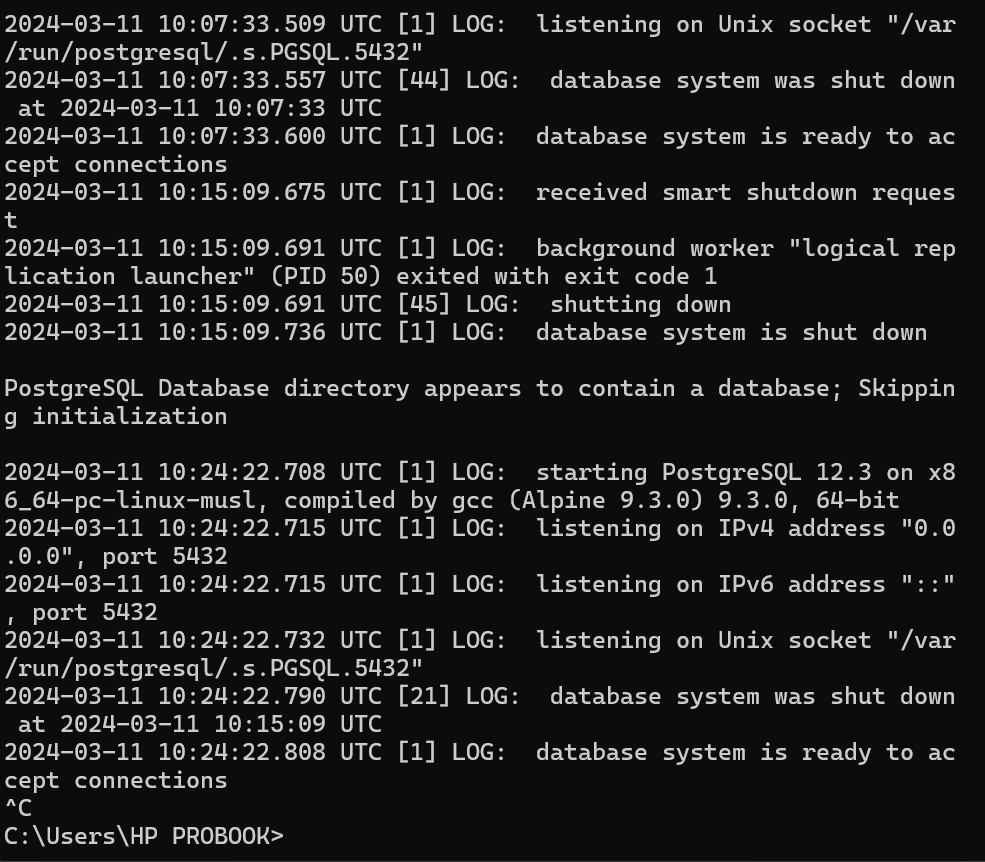 2024-03-11 10:07:33.509 UTC [1] LOG:  listening on Unix socket "/var
/run/postgresql/.s.PGSQL.5432"
2024-03-11 10:07:33.557 UTC [44] LOG:  database system was shut down
 at 2024-03-11 10:07:33 UTC
2024-03-11 10:07:33.600 UTC [1] LOG:  database system is ready to ac
cept connections
2024-03-11 10:15:09.675 UTC [1] LOG:  received smart shutdown reques
t
2024-03-11 10:15:09.691 UTC [1] LOG:  background worker "logical rep
lication launcher" (PID 50) exited with exit code 1
2024-03-11 10:15:09.691 UTC [45] LOG:  shutting down
2024-03-11 10:15:09.736 UTC [1] LOG:  database system is shut down

PostgreSQL Database directory appears to contain a database; Skippin
g initialization

2024-03-11 10:24:22.708 UTC [1] LOG:  starting PostgreSQL 12.3 on x8
6_64-pc-linux-musl, compiled by gcc (Alpine 9.3.0) 9.3.0, 64-bit
2024-03-11 10:24:22.715 UTC [1] LOG:  listening on IPv4 address "0.0
.0.0", port 5432
2024-03-11 10:24:22.715 UTC [1] LOG:  listening on IPv6 address "::"
, port 5432
2024-03-11 10:24:22.732 UTC [1] LOG:  listening on Unix socket "/var
/run/postgresql/.s.PGSQL.5432"
2024-03-11 10:24:22.790 UTC [21] LOG:  database system was shut down
 at 2024-03-11 10:15:09 UTC
2024-03-11 10:24:22.808 UTC [1] LOG:  database system is ready to ac
cept connections
^C
C:\Users\HP PROBOOK>